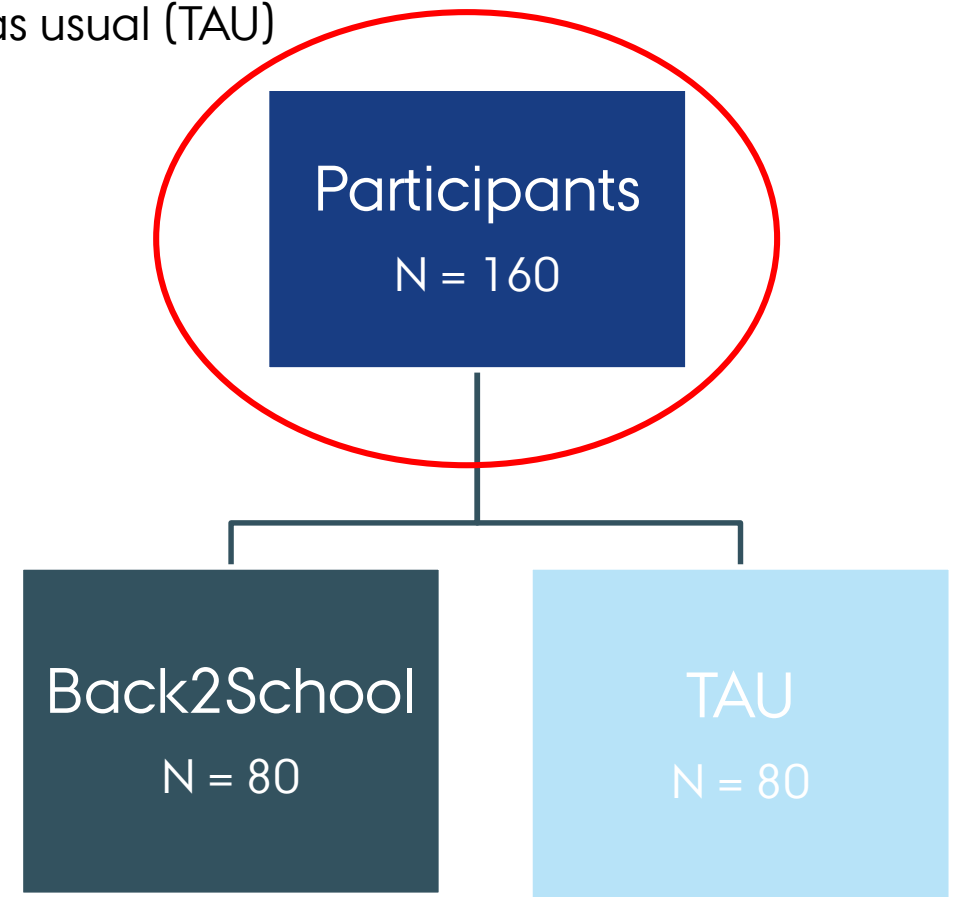 as usual (TAU)
Participants
N = 160
Back2School
N = 80
TAU
N = 80